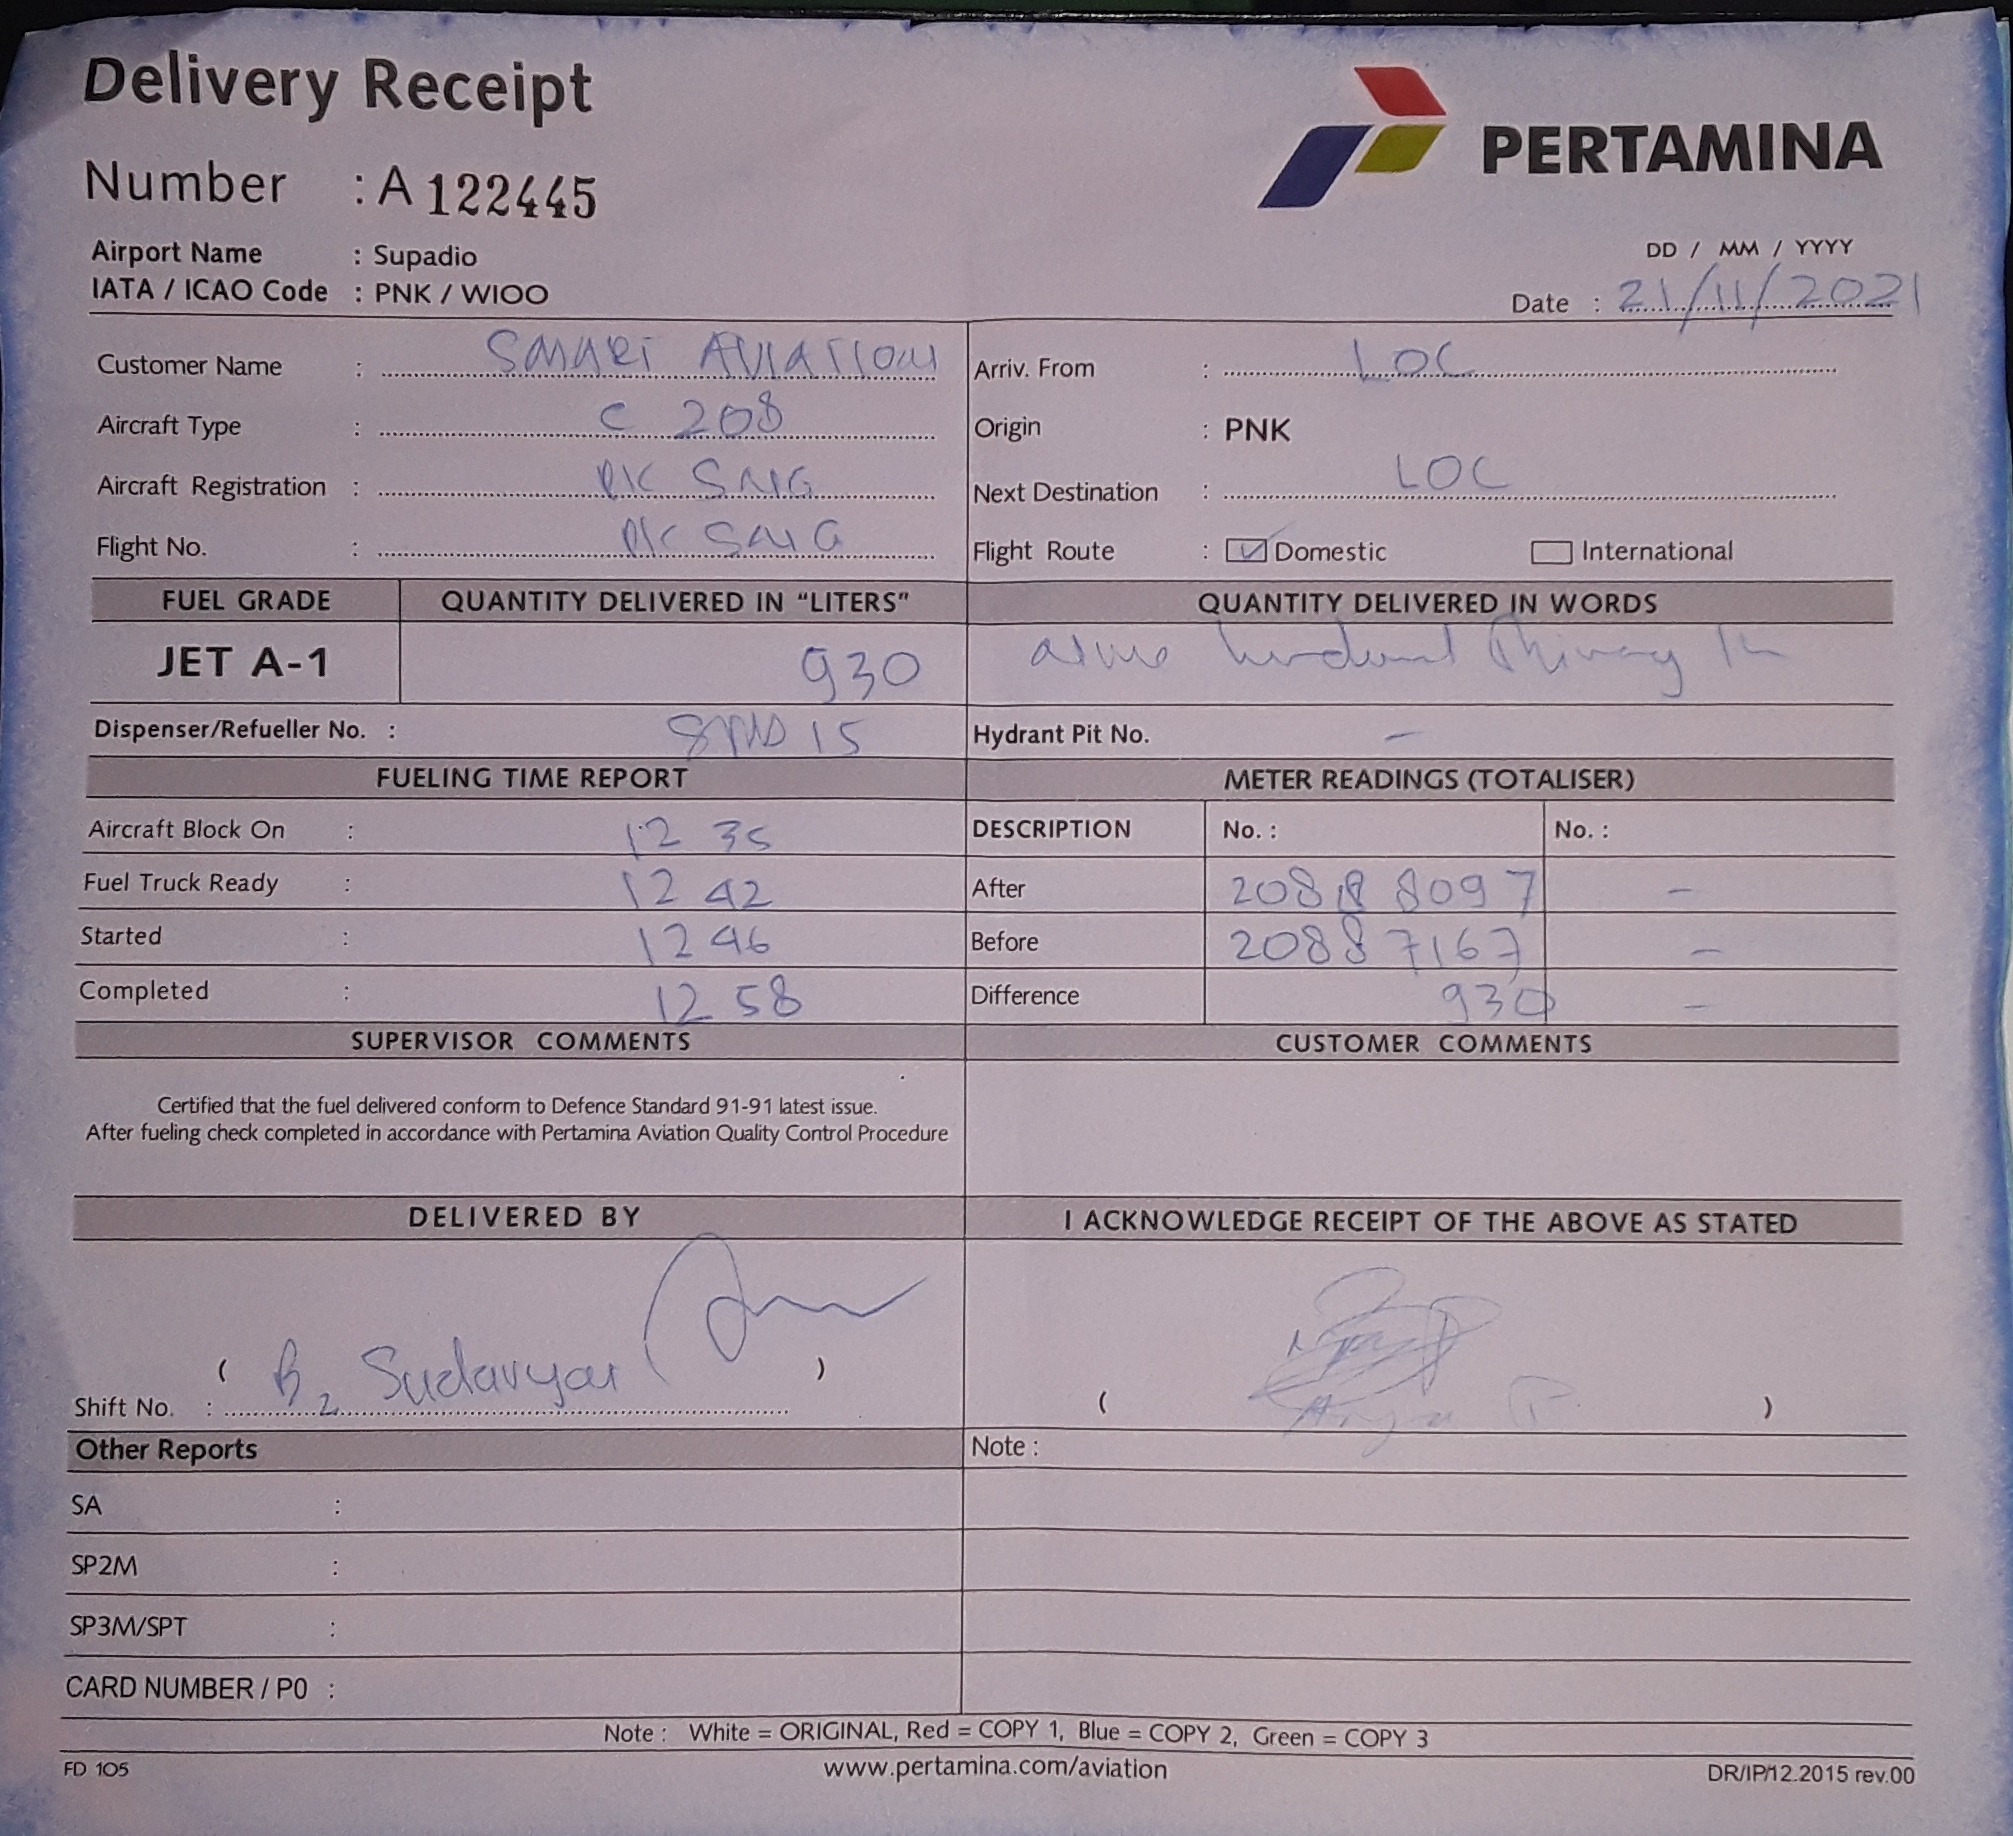 Delivery Receipt
PERTAMINA
Number : A 122445
Airport Name : Supadio
IATA / ICAO Code : PNK / WIOO
DD / MM / YYYY
Date : 21/11/2021
Customer Name : SMART AVIATION
Arriv. From : LOC
Aircraft Type : C 208
Origin : PNK
Aircraft Registration : PK SNG
Next Destination : LOC
Flight No. : PK SNG
Flight Route : Domestic International
FUEL GRADE QUANTITY DELIVERED IN “LITERS” QUANTITY DELIVERED IN WORDS
JET A-1 930
Dispenser/Refueller No. : 15
Hydrant Pit No. –
FUELING TIME REPORT METER READINGS (TOTALISER)
Aircraft Block On : 12 35
DESCRIPTION No. : No. :
Fuel Truck Ready : 12 42
After 2088 8097 –
Started : 12 46
Before 2088 7167 –
Completed : 12 58
Difference 930 –
SUPERVISOR COMMENTS CUSTOMER COMMENTS
Certified that the fuel delivered conform to Defence Standard 91-91 latest issue.
After fueling check completed in accordance with Pertamina Aviation Quality Control Procedure
DELIVERED BY I ACKNOWLEDGE RECEIPT OF THE ABOVE AS STATED
( )
Shift No. :
( )
Other Reports Note :
SA :
SP2M :
SP3M/SPT :
CARD NUMBER / P0 :
Note : White = ORIGINAL, Red = COPY 1, Blue = COPY 2, Green = COPY 3
FD 105 www.pertamina.com/aviation DR/IP/12.2015 rev.00